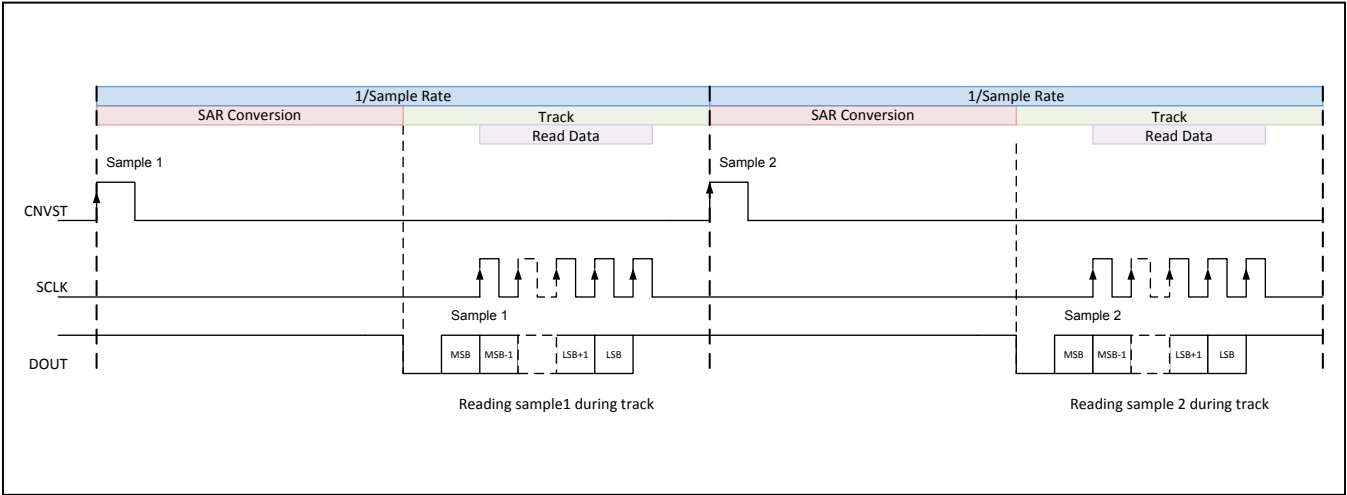 1/Sample Rate 1/Sample Rate
SAR Conversion Track SAR Conversion Track
Read Data Read Data
Sample 1 Sample 2
CNVST
SCLK
Sample 1 Sample 2
MSB MSB-1 LSB+1 LSB MSB MSB-1 LSB+1 LSB
DOUT
Reading sample1 during track Reading sample 2 during track